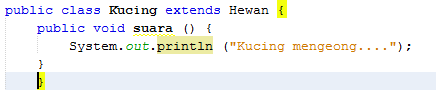 public class Kucing extends Hewan {
    public void suara () {
        System.out.println ("Kucing mengeong....");
    }
}